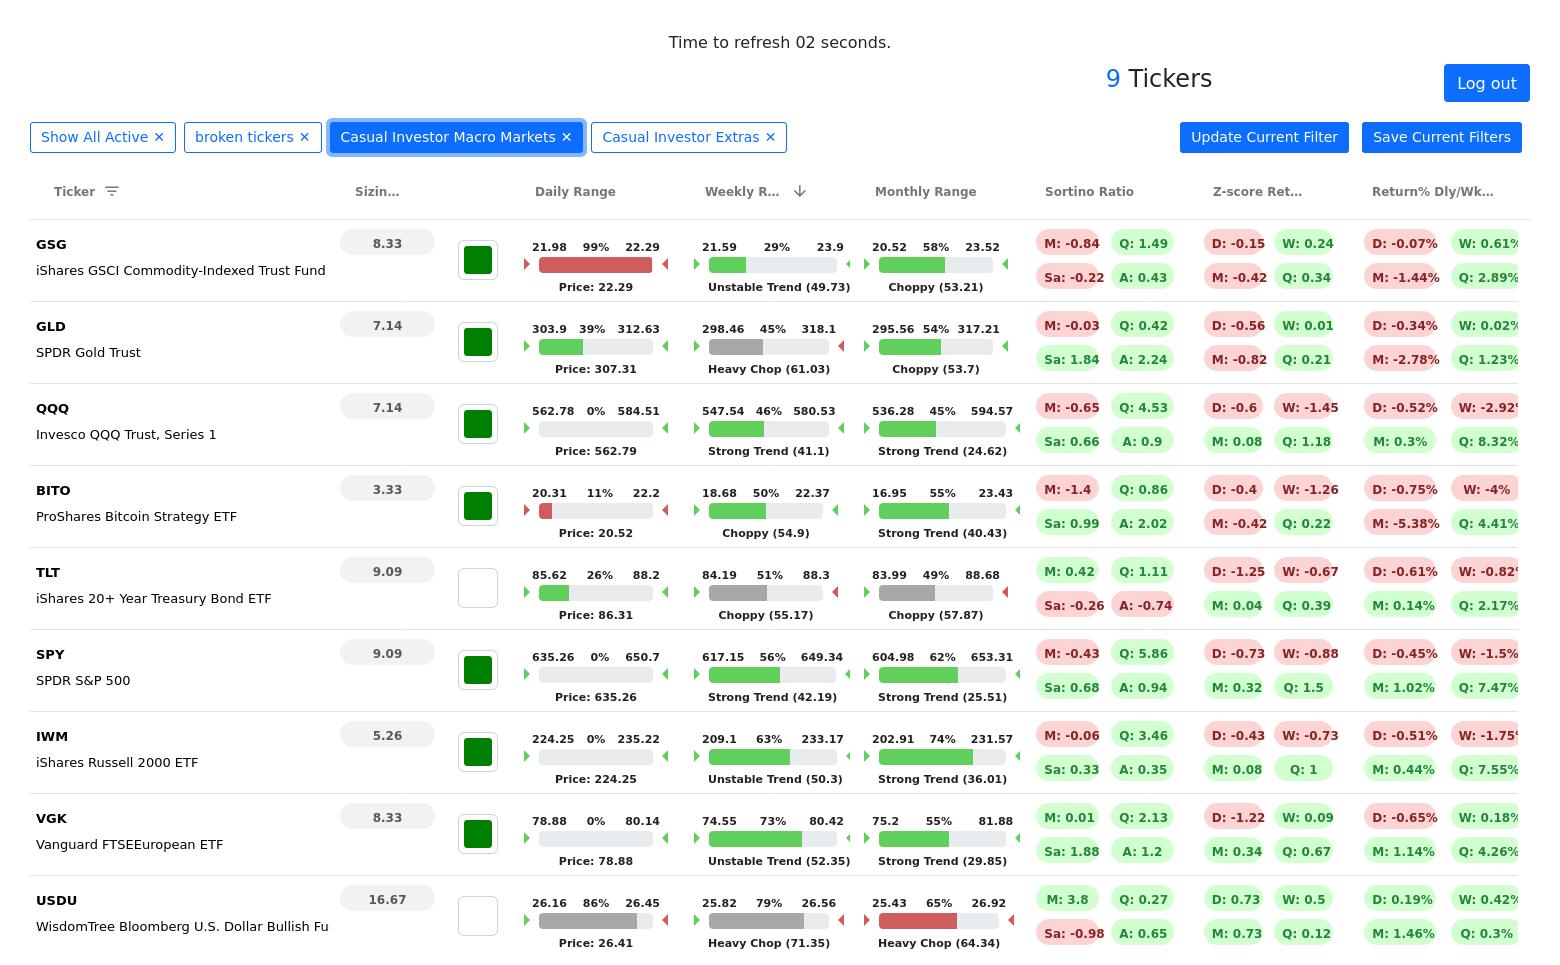 Time to refresh 02 seconds.
9 Tickers
Log out
Show All Active ✕ broken tickers ✕ Casual Investor Macro Markets ✕ Casual Investor Extras ✕ Update Current Filter Save Current Filters
Ticker Sizin… Daily Range Weekly R… Monthly Range Sortino Ratio Z-score Ret… Return% Dly/Wk…
GSG 8.33 21.98 99% 22.29 21.59 29% 23.9 20.52 58% 23.52 M: -0.84 Q: 1.49 D: -0.15 W: 0.24 D: -0.07% W: 0.61%
iShares GSCI Commodity-Indexed Trust Fund Sa: -0.22 A: 0.43 M: -0.42 Q: 0.34 M: -1.44% Q: 2.89%
Price: 22.29 Unstable Trend (49.73) Choppy (53.21)
GLD 7.14 303.9 39% 312.63 298.46 45% 318.1 295.56 54% 317.21 M: -0.03 Q: 0.42 D: -0.56 W: 0.01 D: -0.34% W: 0.02%
SPDR Gold Trust Sa: 1.84 A: 2.24 M: -0.82 Q: 0.21 M: -2.78% Q: 1.23%
Price: 307.31 Heavy Chop (61.03) Choppy (53.7)
QQQ 7.14 562.78 0% 584.51 547.54 46% 580.53 536.28 45% 594.57 M: -0.65 Q: 4.53 D: -0.6 W: -1.45 D: -0.52% W: -2.92%
Invesco QQQ Trust, Series 1 Sa: 0.66 A: 0.9 M: 0.08 Q: 1.18 M: 0.3% Q: 8.32%
Price: 562.79 Strong Trend (41.1) Strong Trend (24.62)
BITO 3.33 20.31 11% 22.2 18.68 50% 22.37 16.95 55% 23.43 M: -1.4 Q: 0.86 D: -0.4 W: -1.26 D: -0.75% W: -4%
ProShares Bitcoin Strategy ETF Sa: 0.99 A: 2.02 M: -0.42 Q: 0.22 M: -5.38% Q: 4.41%
Price: 20.52 Choppy (54.9) Strong Trend (40.43)
TLT 9.09 85.62 26% 88.2 84.19 51% 88.3 83.99 49% 88.68 M: 0.42 Q: 1.11 D: -1.25 W: -0.67 D: -0.61% W: -0.82%
iShares 20+ Year Treasury Bond ETF Sa: -0.26 A: -0.74 M: 0.04 Q: 0.39 M: 0.14% Q: 2.17%
Price: 86.31 Choppy (55.17) Choppy (57.87)
SPY 9.09 635.26 0% 650.7 617.15 56% 649.34 604.98 62% 653.31 M: -0.43 Q: 5.86 D: -0.73 W: -0.88 D: -0.45% W: -1.5%
SPDR S&P 500 Sa: 0.68 A: 0.94 M: 0.32 Q: 1.5 M: 1.02% Q: 7.47%
Price: 635.26 Strong Trend (42.19) Strong Trend (25.51)
IWM 5.26 224.25 0% 235.22 209.1 63% 233.17 202.91 74% 231.57 M: -0.06 Q: 3.46 D: -0.43 W: -0.73 D: -0.51% W: -1.75%
iShares Russell 2000 ETF Sa: 0.33 A: 0.35 M: 0.08 Q: 1 M: 0.44% Q: 7.55%
Price: 224.25 Unstable Trend (50.3) Strong Trend (36.01)
VGK 8.33 78.88 0% 80.14 74.55 73% 80.42 75.2 55% 81.88 M: 0.01 Q: 2.13 D: -1.22 W: 0.09 D: -0.65% W: 0.18%
Vanguard FTSEEuropean ETF Sa: 1.88 A: 1.2 M: 0.34 Q: 0.67 M: 1.14% Q: 4.26%
Price: 78.88 Unstable Trend (52.35) Strong Trend (29.85)
USDU 16.67 26.16 86% 26.45 25.82 79% 26.56 25.43 65% 26.92 M: 3.8 Q: 0.27 D: 0.73 W: 0.5 D: 0.19% W: 0.42%
WisdomTree Bloomberg U.S. Dollar Bullish Fu Sa: -0.98 A: 0.65 M: 0.73 Q: 0.12 M: 1.46% Q: 0.3%
Price: 26.41 Heavy Chop (71.35) Heavy Chop (64.34)